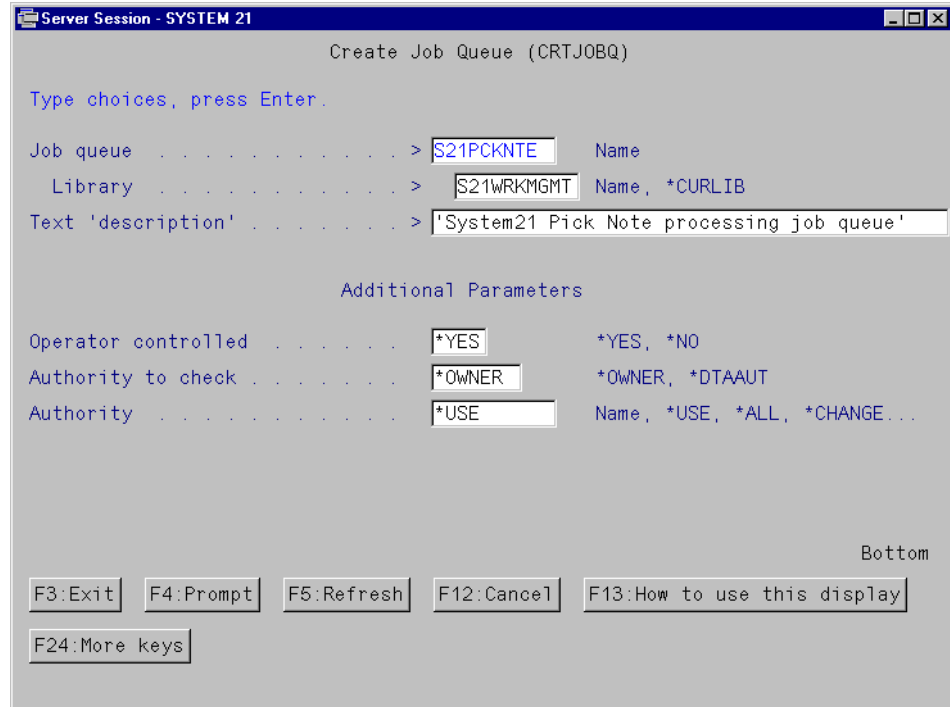 Server Session - SYSTEM 21
Create Job Queue (CRTJOBQ)
Type choices, press Enter.
Job queue . . . . . . . . . . . > S21PCKNTE Name
Library . . . . . . . . . . . > S21WRKMGMT Name, *CURLIB
Text 'description' . . . . . . . > 'System21 Pick Note processing job queue'
Additional Parameters
Operator controlled . . . . . . *YES *YES, *NO
Authority to check . . . . . . . *OWNER *OWNER, *DTAAUT
Authority . . . . . . . . . . . *USE Name, *USE, *ALL, *CHANGE...
Bottom
F3:Exit F4:Prompt F5:Refresh F12:Cancel F13:How to use this display
F24:More keys